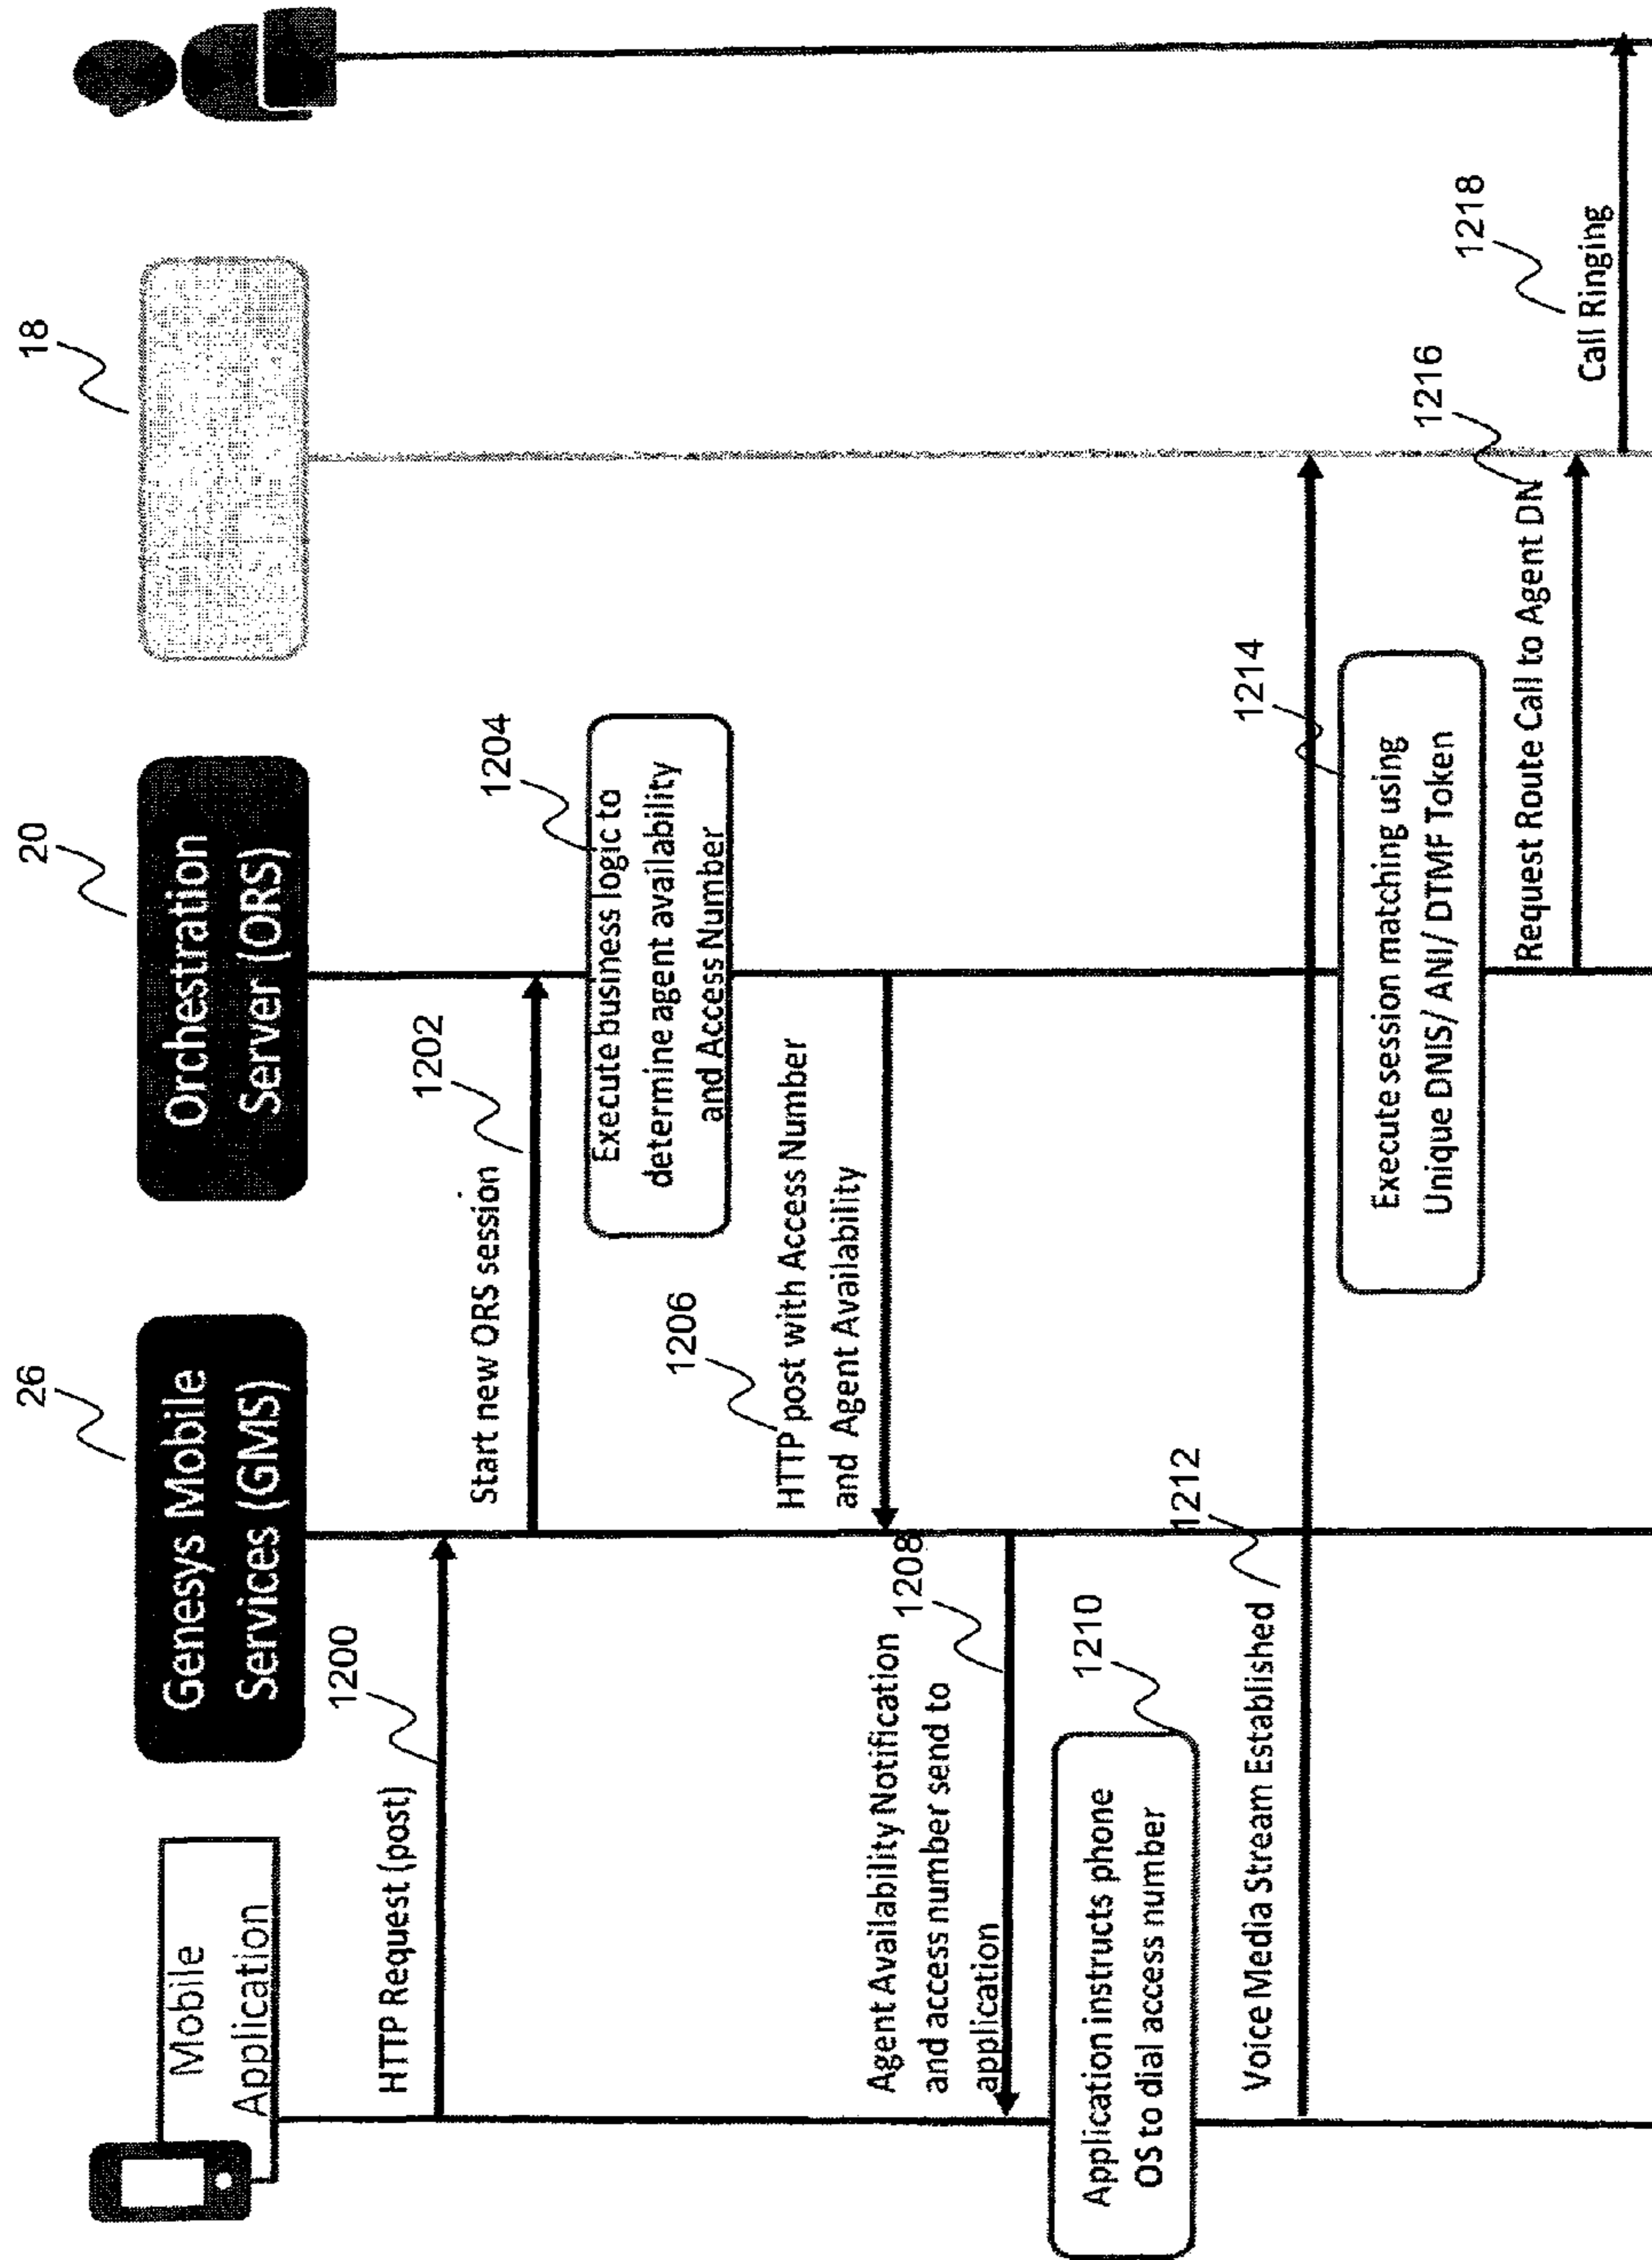 Mobile
Application
26
Genesys Mobile
Services (GMS)
20
Orchestration
Server (ORS)
18
HTTP Request (post)
1200
Start new ORS session
1202
1204
Execute business logic to
determine agent availability
and Access Number
1206
HTTP post with Access Number
and Agent Availability
Agent Availability Notification
and access number send to
application
1208
1210
Application instructs phone
OS to dial access number
Voice Media Stream Established
1212
1214
Execute session matching using
Unique DNIS/ ANI/ DTMF Token
Request Route Call to Agent DN
1216
Call Ringing
1218